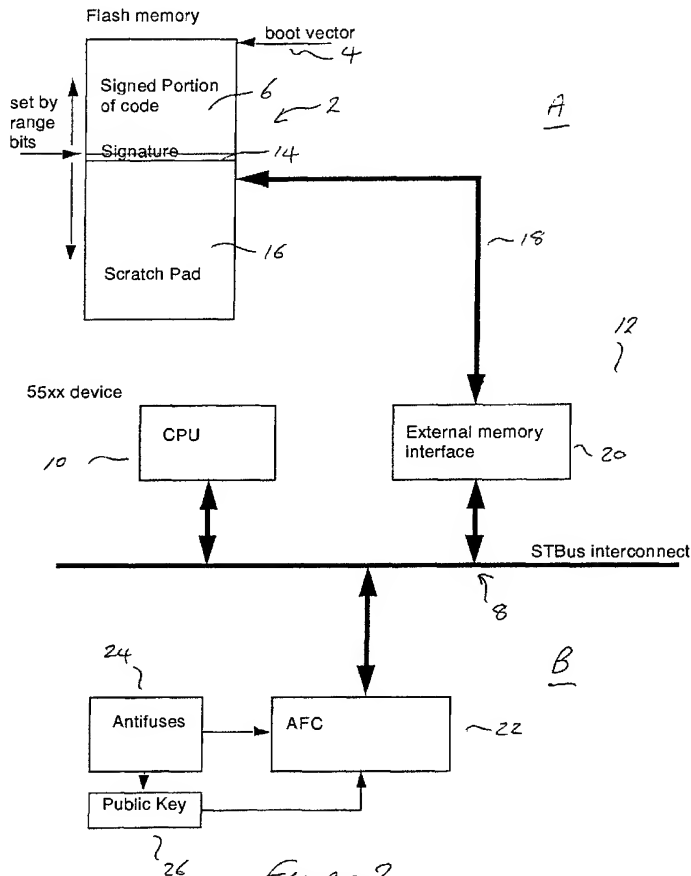 Flash memory
boot vector
4
Signed Portion
of code
6
2
A
set by
range
bits
Signature
14
16
18
Scratch Pad
12
55xx device
CPU
10
External memory
interface
20
STBus interconnect
8
24
B
Antifuses
AFC
22
Public Key
26